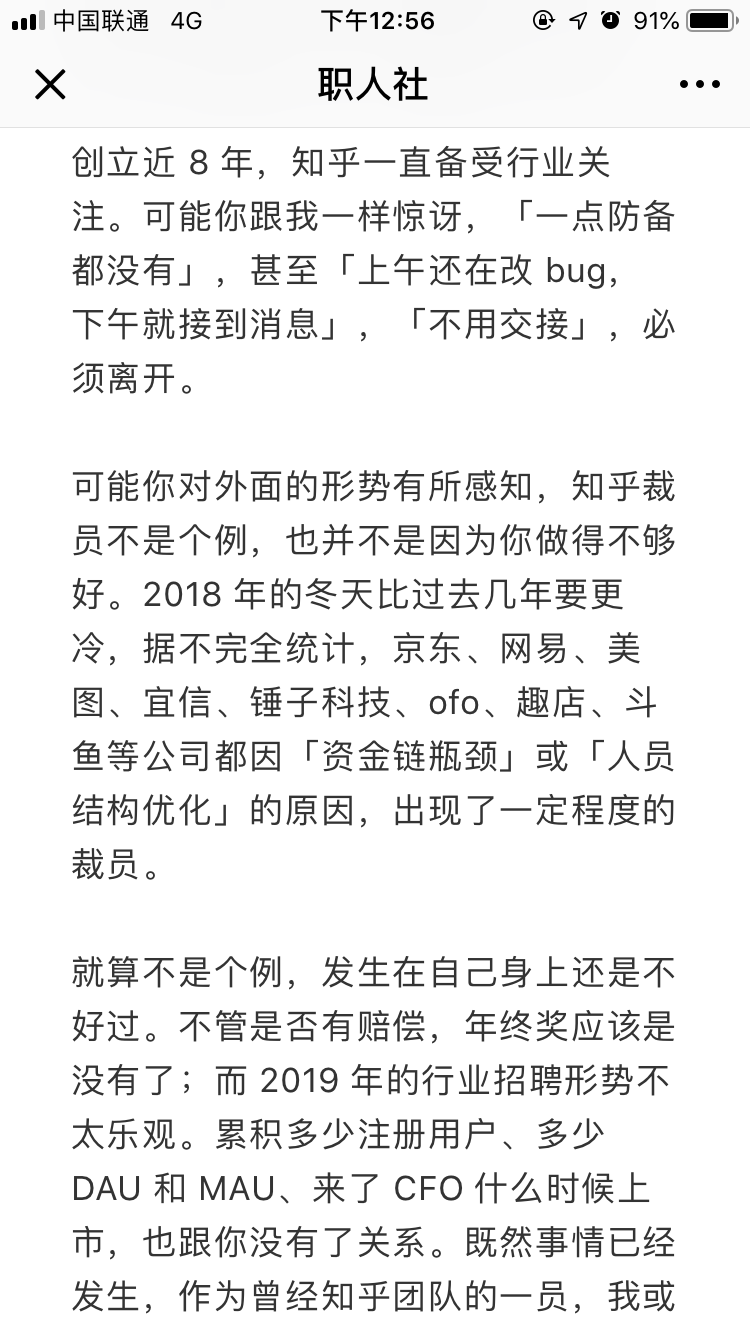 中国联通 4G 下午12:56 91%
职人社
创立近 8 年，知乎一直备受行业关
注。可能你跟我一样惊讶，「一点防备
都没有」，甚至「上午还在改 bug，
下午就接到消息」，「不用交接」，必
须离开。
可能你对外面的形势有所感知，知乎裁
员不是个例，也并不是因为你做得不够
好。2018 年的冬天比过去几年要更
冷，据不完全统计，京东、网易、美
图、宜信、锤子科技、ofo、趣店、斗
鱼等公司都因「资金链瓶颈」或「人员
结构优化」的原因，出现了一定程度的
裁员。
就算不是个例，发生在自己身上还是不
好过。不管是否有赔偿，年终奖应该是
没有了；而 2019 年的行业招聘形势不
太乐观。累积多少注册用户、多少
DAU 和 MAU、来了 CFO 什么时候上
市，也跟你没有了关系。既然事情已经
发生，作为曾经知乎团队的一员，我或